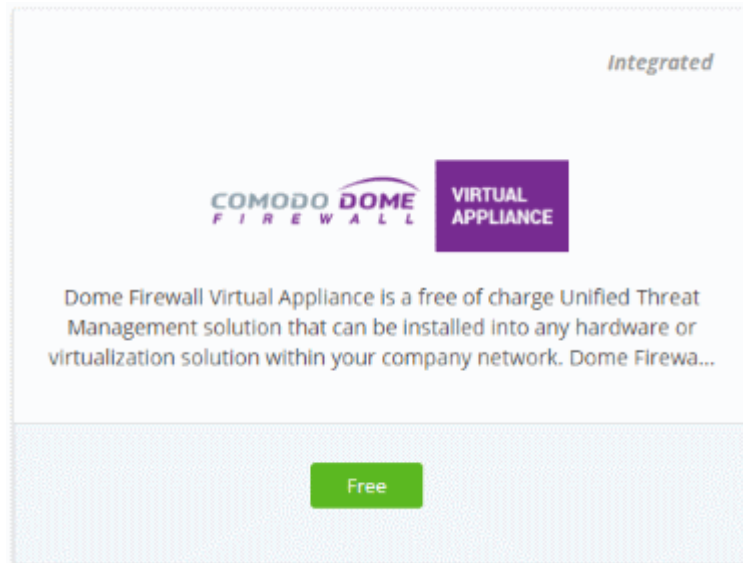 Integrated
COMODO DOME
FIREWALL
VIRTUAL
APPLIANCE
Dome Firewall Virtual Appliance is a free of charge Unified Threat
Management solution that can be installed into any hardware or
virtualization solution within your company network. Dome Firewa...
Free